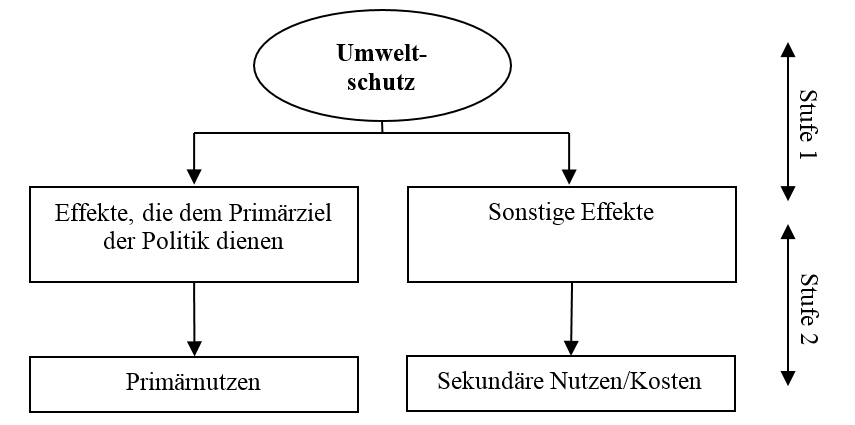 Umwelt-
schutz
Stufe 1
Effekte, die dem Primärziel
der Politik dienen
Sonstige Effekte
Stufe 2
Primärnutzen
Sekundäre Nutzen/Kosten